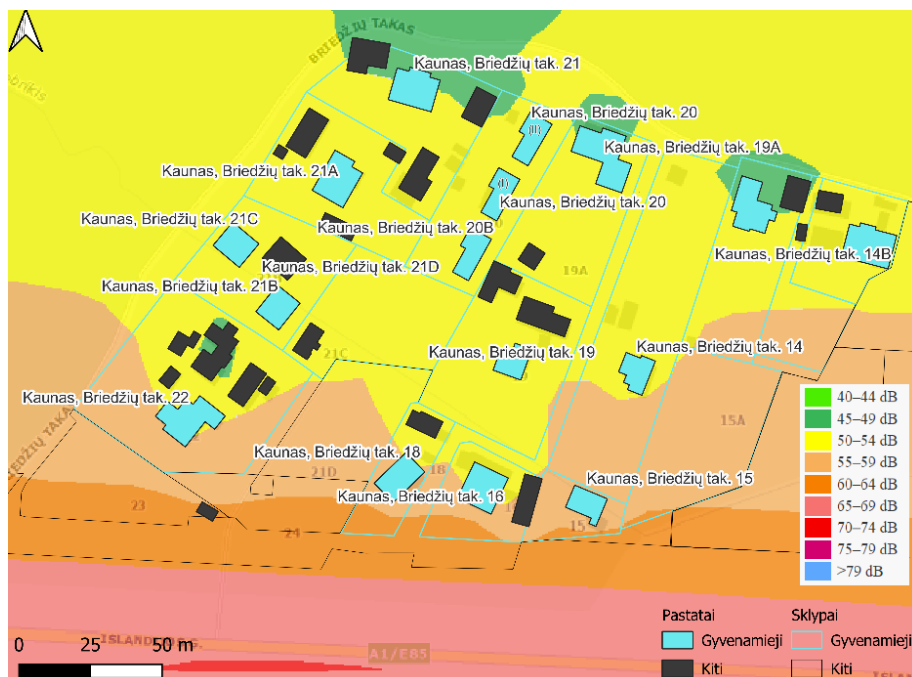 BRIEDŽIŲ TAKAS
Kaunas, Briedžių tak. 21
Kaunas, Briedžių tak. 20
(II)
Kaunas, Briedžių tak. 19A
Kaunas, Briedžių tak. 21A
(I)
Kaunas, Briedžių tak. 20
Kaunas, Briedžių tak. 21C
Kaunas, Briedžių tak. 20B
Kaunas, Briedžių tak. 14B
Kaunas, Briedžių tak. 21D
19A
Kaunas, Briedžių tak. 21B
Kaunas, Briedžių tak. 19
Kaunas, Briedžių tak. 14
21C
Kaunas, Briedžių tak. 22
40–44 dB
45–49 dB
50–54 dB
55–59 dB
60–64 dB
65–69 dB
70–74 dB
75–79 dB
>79 dB
15A
Kaunas, Briedžių tak. 18
21D
18
Kaunas, Briedžių tak. 15
Kaunas, Briedžių tak. 16
23
24
15
Pastatai
Sklypai
Gyvenamieji
Gyvenamieji
Kiti
Kiti
A1/E85
0 25 50 m